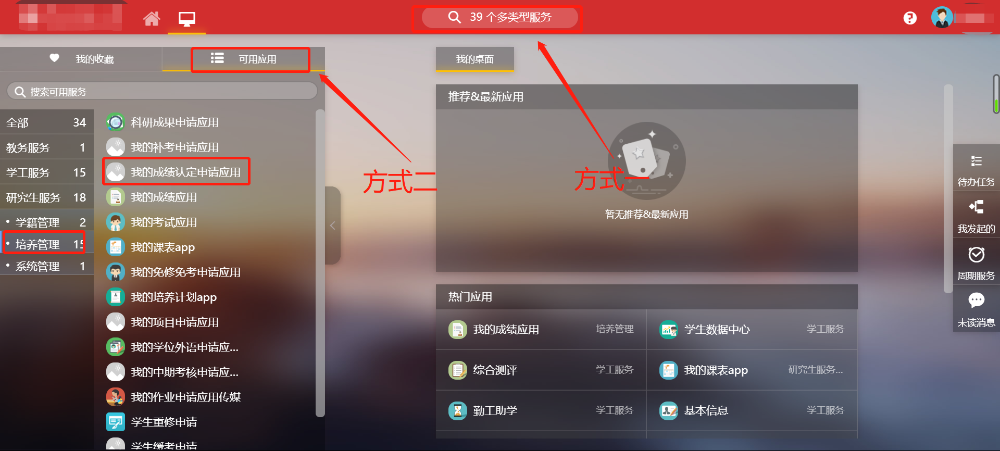 39 个多类型服务
我的收藏
可用应用
搜索可用服务
全部 34
教务服务 1
学工服务 15
研究生服务 18
• 学籍管理 2
• 培养管理 15
• 系统管理 1
科研成果申请应用
我的补考申请应用
我的成绩认定申请应用
我的成绩应用
我的考试应用
我的课表app
我的免修免考申请应用
我的培养计划app
我的项目申请应用
我的学位外语申请应...
我的中期考核申请应...
我的作业申请应用传媒
学生重修申请
学生缓考申请
方式二
方式一
我的桌面
推荐&最新应用
暂无推荐&最新应用
热门应用
我的成绩应用 培养管理
学生数据中心 学工服务
综合测评 学工服务
我的课表app 研究生服务...
勤工助学 学工服务
基本信息 学工服务
待办任务
我发起的
周期服务
未读消息